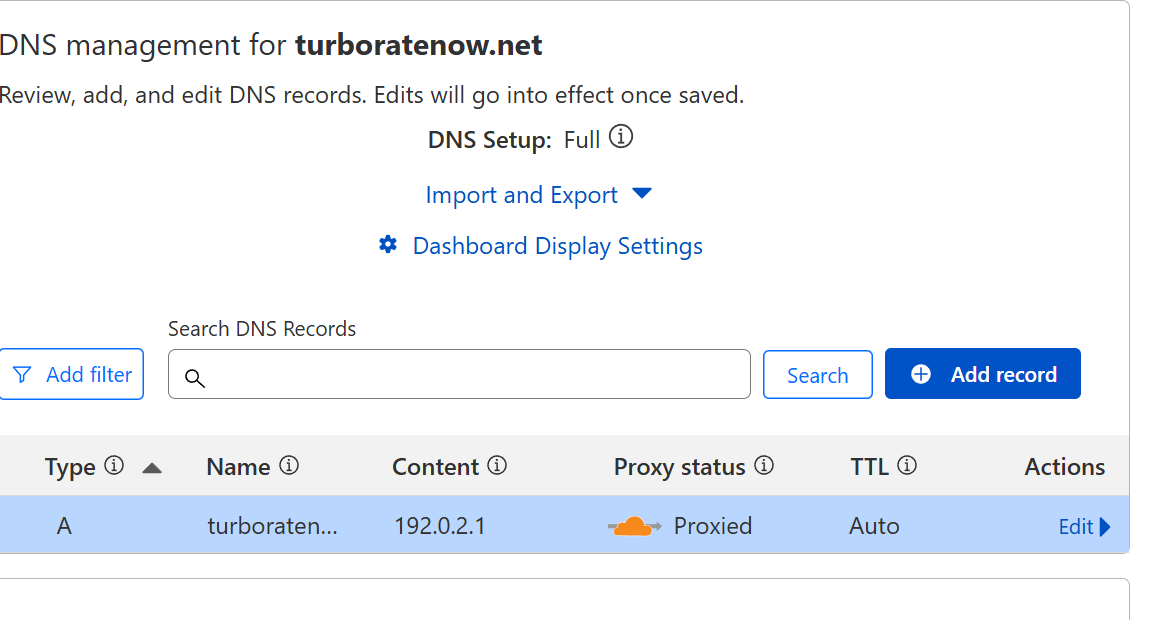 DNS management for turboratenow.net
Review, add, and edit DNS records. Edits will go into effect once saved.
DNS Setup: Full
Import and Export
Dashboard Display Settings
Search DNS Records
Add filter
Search
Add record
Type Name Content Proxy status TTL Actions
A turboraten... 192.0.2.1 Proxied Auto Edit